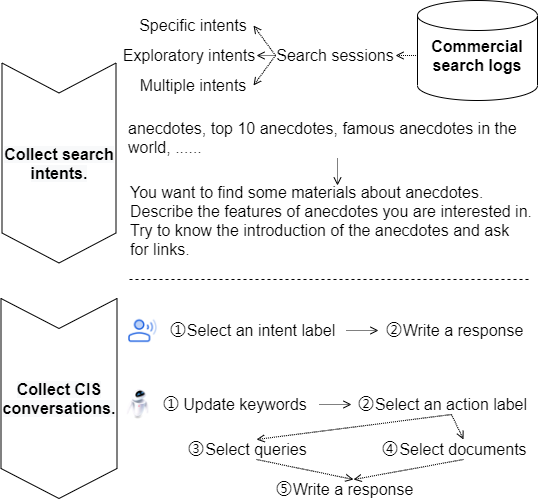 Specific intents
Exploratory intents
Search sessions
Multiple intents
Commercial
search logs
Collect search
intents.
anecdotes, top 10 anecdotes, famous anecdotes in the
world, ......
You want to find some materials about anecdotes.
Describe the features of anecdotes you are interested in.
Try to know the introduction of the anecdotes and ask
for links.
Collect CIS
conversations.
①Select an intent label
②Write a response
① Update keywords
②Select an action label
③Select queries
④Select documents
⑤Write a response